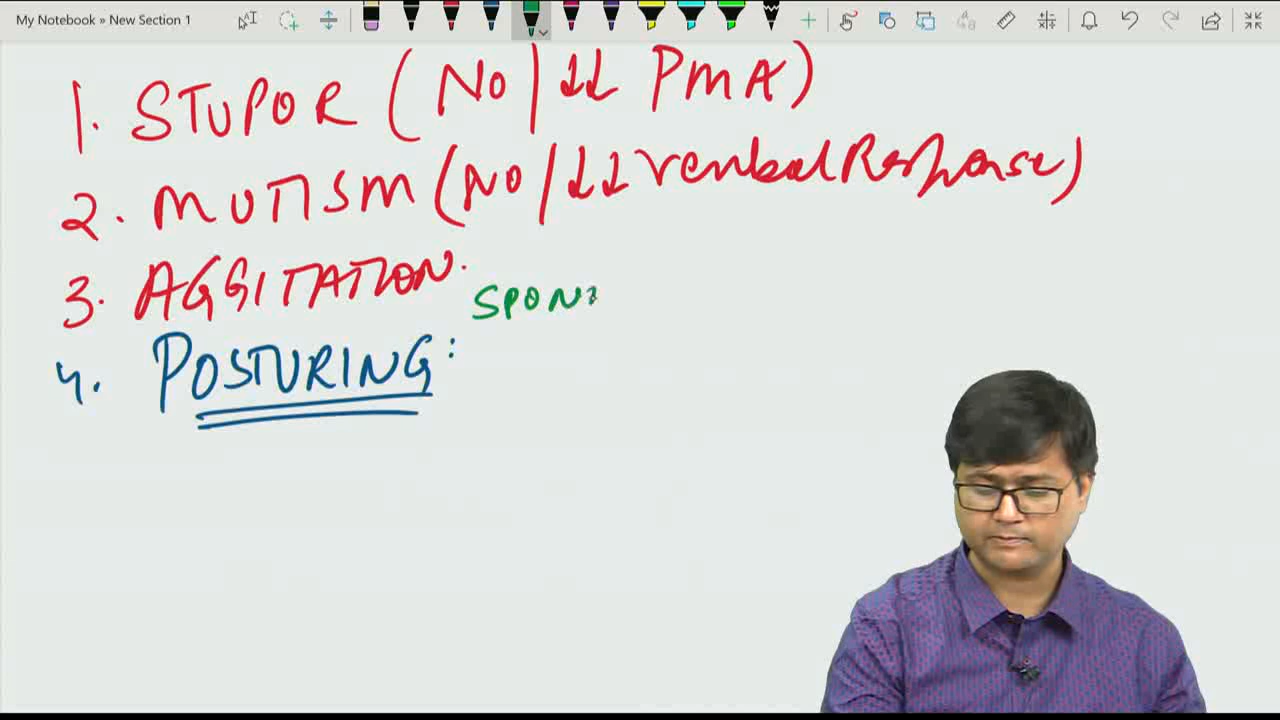 My Notebook » New Section 1
1. STUPOR (NO / ↓↓ PMA)
2. MUTISM (NO / ↓↓ verbal Response)
3. AGGITATION.
SPON
4. POSTURING: